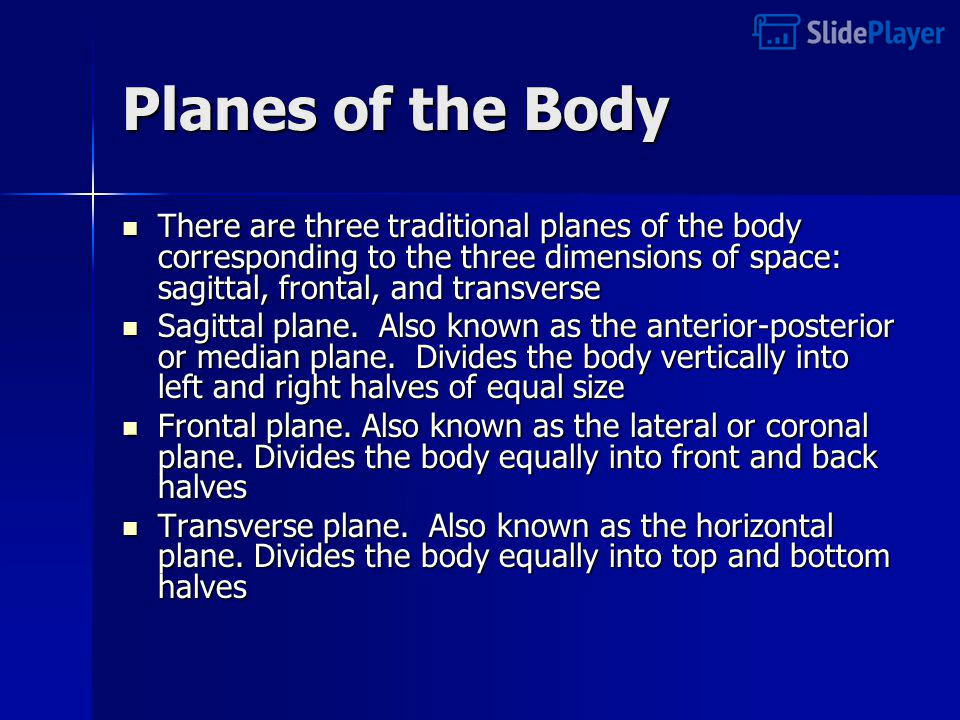 SlidePlayer
Planes of the Body
There are three traditional planes of the body
corresponding to the three dimensions of space:
sagittal, frontal, and transverse
Sagittal plane.  Also known as the anterior-posterior
or median plane.  Divides the body vertically into
left and right halves of equal size
Frontal plane. Also known as the lateral or coronal
plane. Divides the body equally into front and back
halves
Transverse plane.  Also known as the horizontal
plane. Divides the body equally into top and bottom
halves